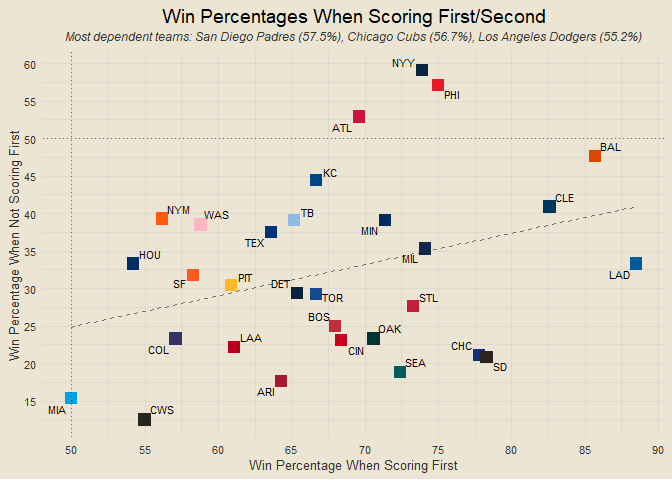 Win Percentages When Scoring First/Second
Most dependent teams: San Diego Padres (57.5%), Chicago Cubs (56.7%), Los Angeles Dodgers (55.2%)
Win Percentage When Not Scoring First
60
55
50
45
40
35
30
25
20
15
NYY
PHI
ATL
BAL
KC
CLE
NYM
WAS
TB
MIN
TEX
MIL
HOU
LAD
SF
PIT
DET
TOR
STL
BOS
OAK
COL
LAA
CIN
CHC
SD
SEA
ARI
MIA
CWS
50
55
60
65
70
75
80
85
90
Win Percentage When Scoring First